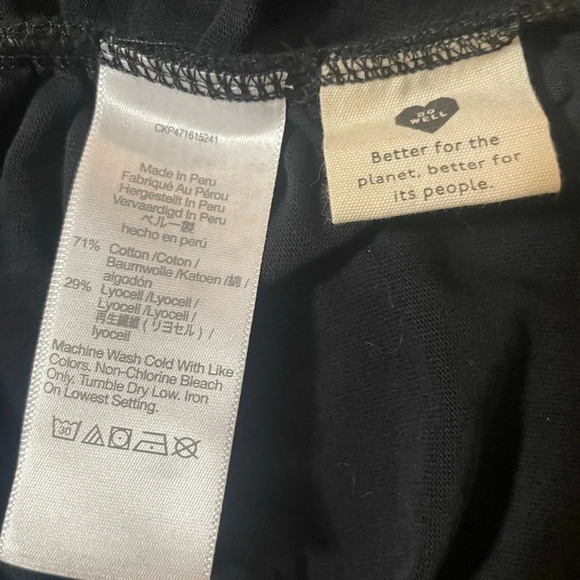 CKP471615241
Made In Peru
Fabriqué Au Pérou
Hergestellt In Peru
Vervaardigd In Peru
ペルー製
hecho en perú
71% Cotton /Coton /
Baumwolle /Katoen /綿 /
algodón
29% Lyocell /Lyocell /
Lyocell /Lyocell /
再生繊維 ( リヨセル ) /
lyocell
Machine Wash Cold With Like
Colors. Non-Chlorine Bleach
Only. Tumble Dry Low. Iron
On Lowest Setting.
30
DO
WELL
Better for the
planet, better for
its people.